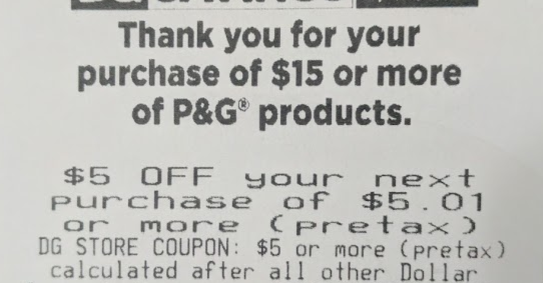 Thank you for your
purchase of $15 or more
of P&G® products.
$5 OFF your next
purchase of $5.01
or more (pretax)
DG STORE COUPON: $5 or more (pretax)
calculated after all other Dollar